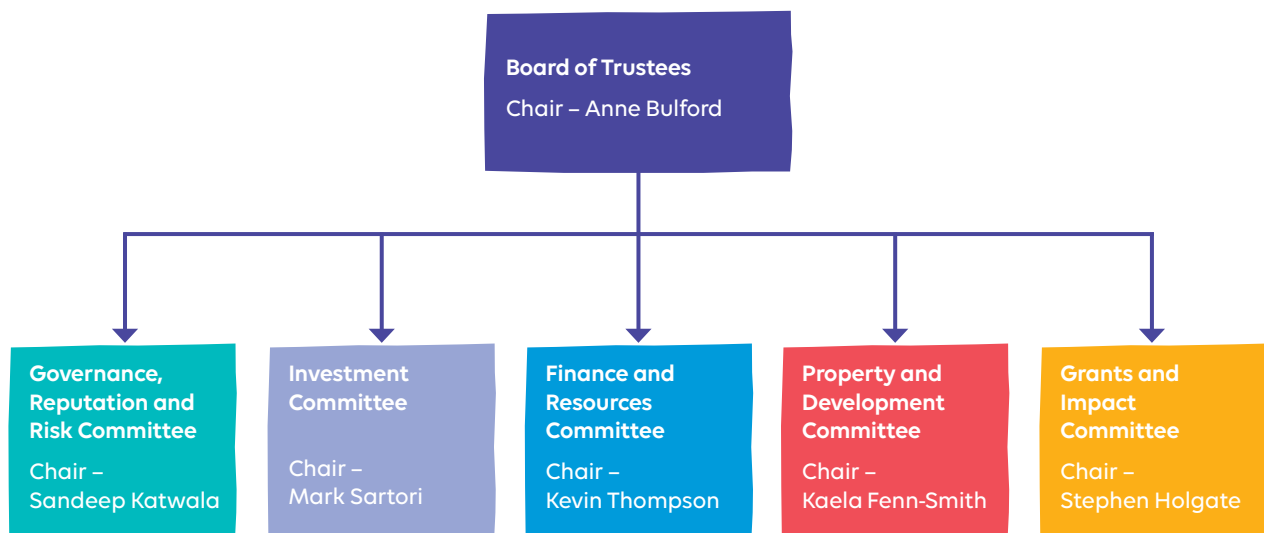 Board of Trustees
Chair – Anne Bulford
Governance,
Reputation and
Risk Committee
Chair –
Sandeep Katwala
Investment
Committee
Chair –
Mark Sartori
Finance and
Resources
Committee
Chair –
Kevin Thompson
Property and
Development
Committee
Chair –
Kaela Fenn-Smith
Grants and
Impact
Committee
Chair –
Stephen Holgate